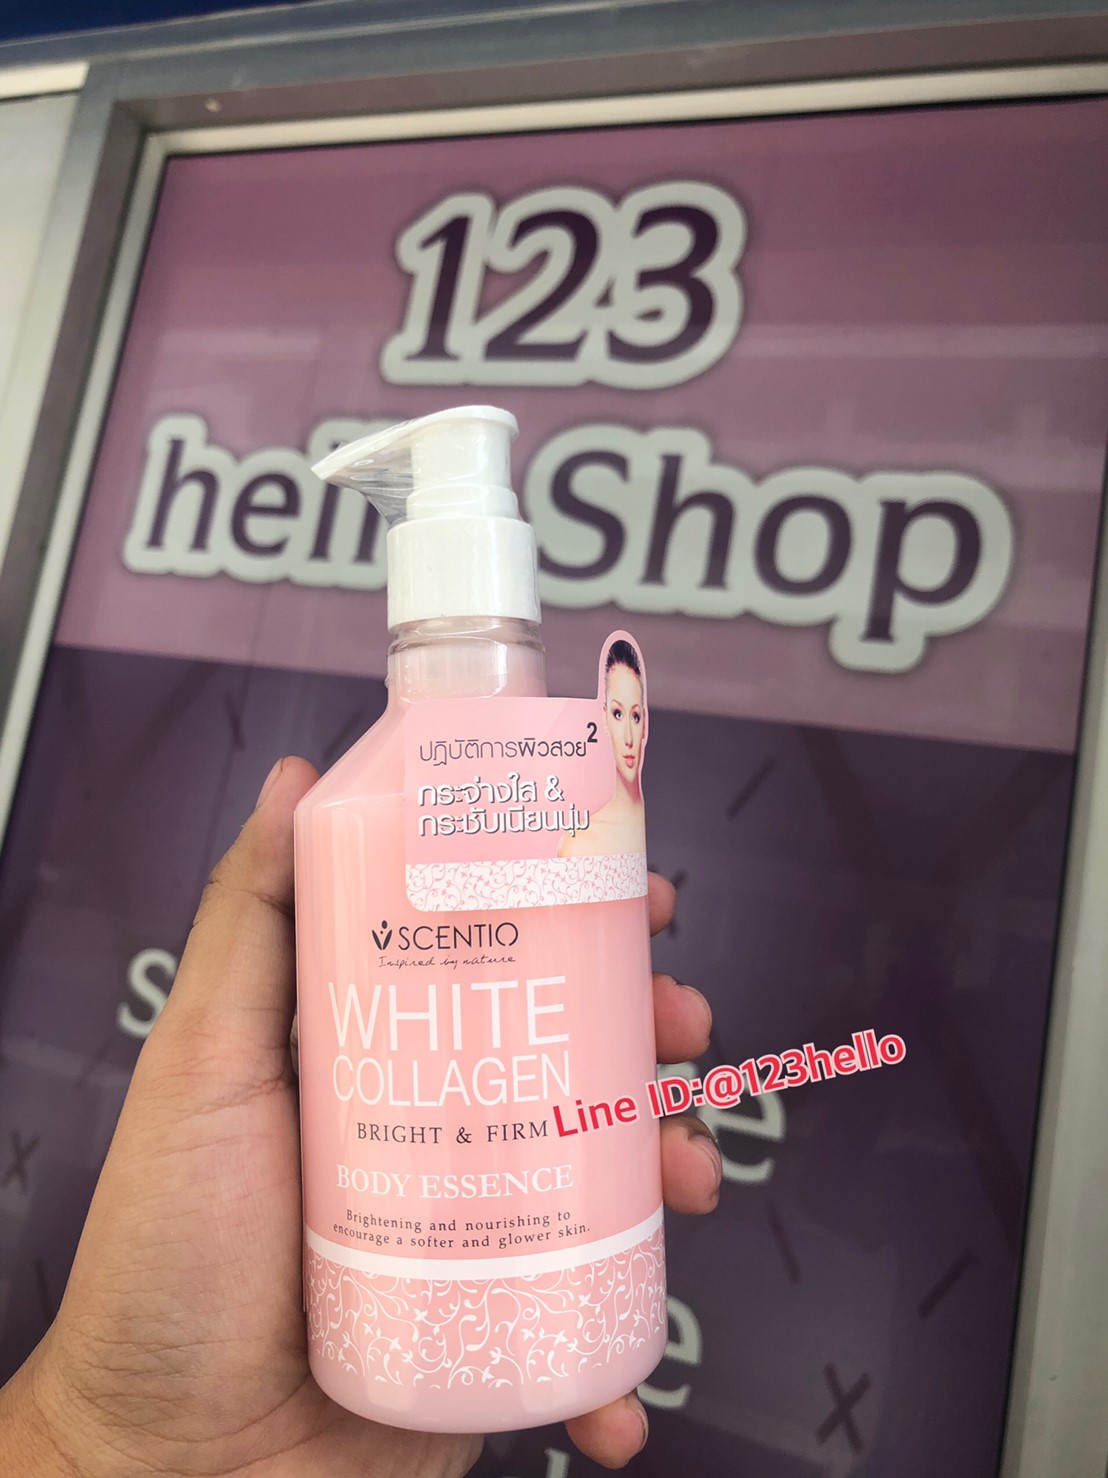 123
hello Shop
ปฏิบัติการผิวสวย²
กระจ่างใส &
กระชับเนียนนุ่ม
SCENTIO
Inspired by nature
WHITE
COLLAGEN
BRIGHT & FIRM
BODY ESSENCE
Brightening and nourishing to
encourage a softer and glower skin.
Line ID:@123hello